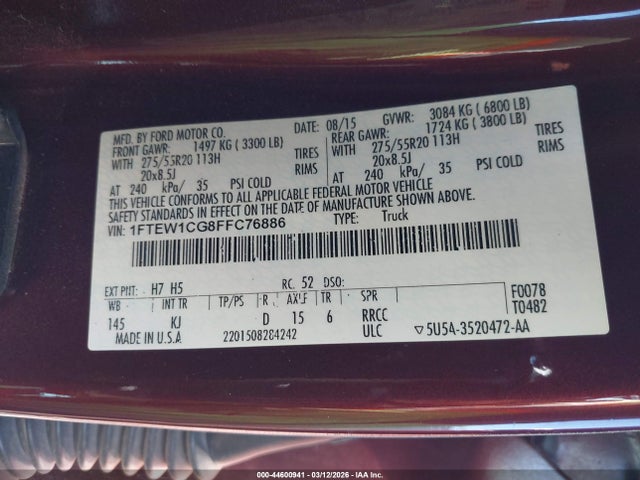 MFD. BY FORD MOTOR CO.
DATE: 08/15 GVWR: 3084 KG ( 6800 LB)
FRONT GAWR: 1497 KG ( 3300 LB)
REAR GAWR: 1724 KG ( 3800 LB)
WITH 275/55R20 113H TIRES
WITH 275/55R20 113H TIRES
20x8.5J RIMS
20x8.5J RIMS
AT 240 kPa/ 35 PSI COLD
AT 240 kPa/ 35 PSI COLD
THIS VEHICLE CONFORMS TO ALL APPLICABLE FEDERAL MOTOR VEHICLE
SAFETY STANDARDS IN EFFECT ON THE DATE OF MANUFACTURE SHOWN ABOVE.
VIN: 1FTEW1CG8FFC76886 TYPE: Truck
EXT PNT: H7 H5 RC: 52 DSO: F0078
WB INT TR TP/PS R AXLE TR SPR T0482
145 KJ D 15 6 RRCC
MADE IN U.S.A 2201508284242 ULC ▽5U5A-3520472-AA
000-44600941 - 03/12/2026 - IAA Inc.